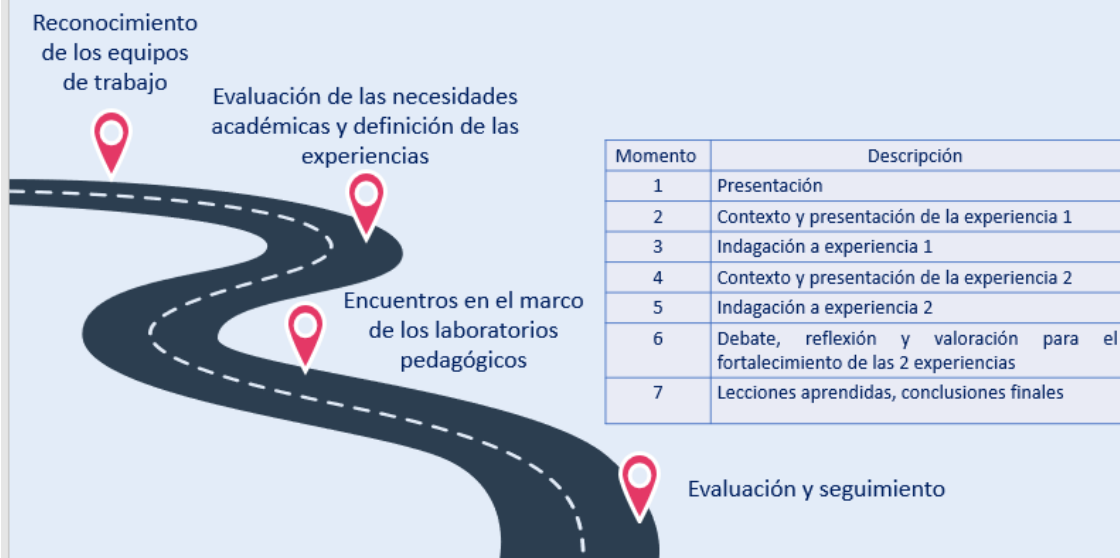 Reconocimiento
de los equipos
de trabajo
Evaluación de las necesidades
académicas y definición de las
experiencias
Encuentros en el marco
de los laboratorios
pedagógicos
Evaluación y seguimiento
Momento Descripción
1 Presentación
2 Contexto y presentación de la experiencia 1
3 Indagación a experiencia 1
4 Contexto y presentación de la experiencia 2
5 Indagación a experiencia 2
6 Debate, reflexión y valoración para el
fortalecimiento de las 2 experiencias
7 Lecciones aprendidas, conclusiones finales